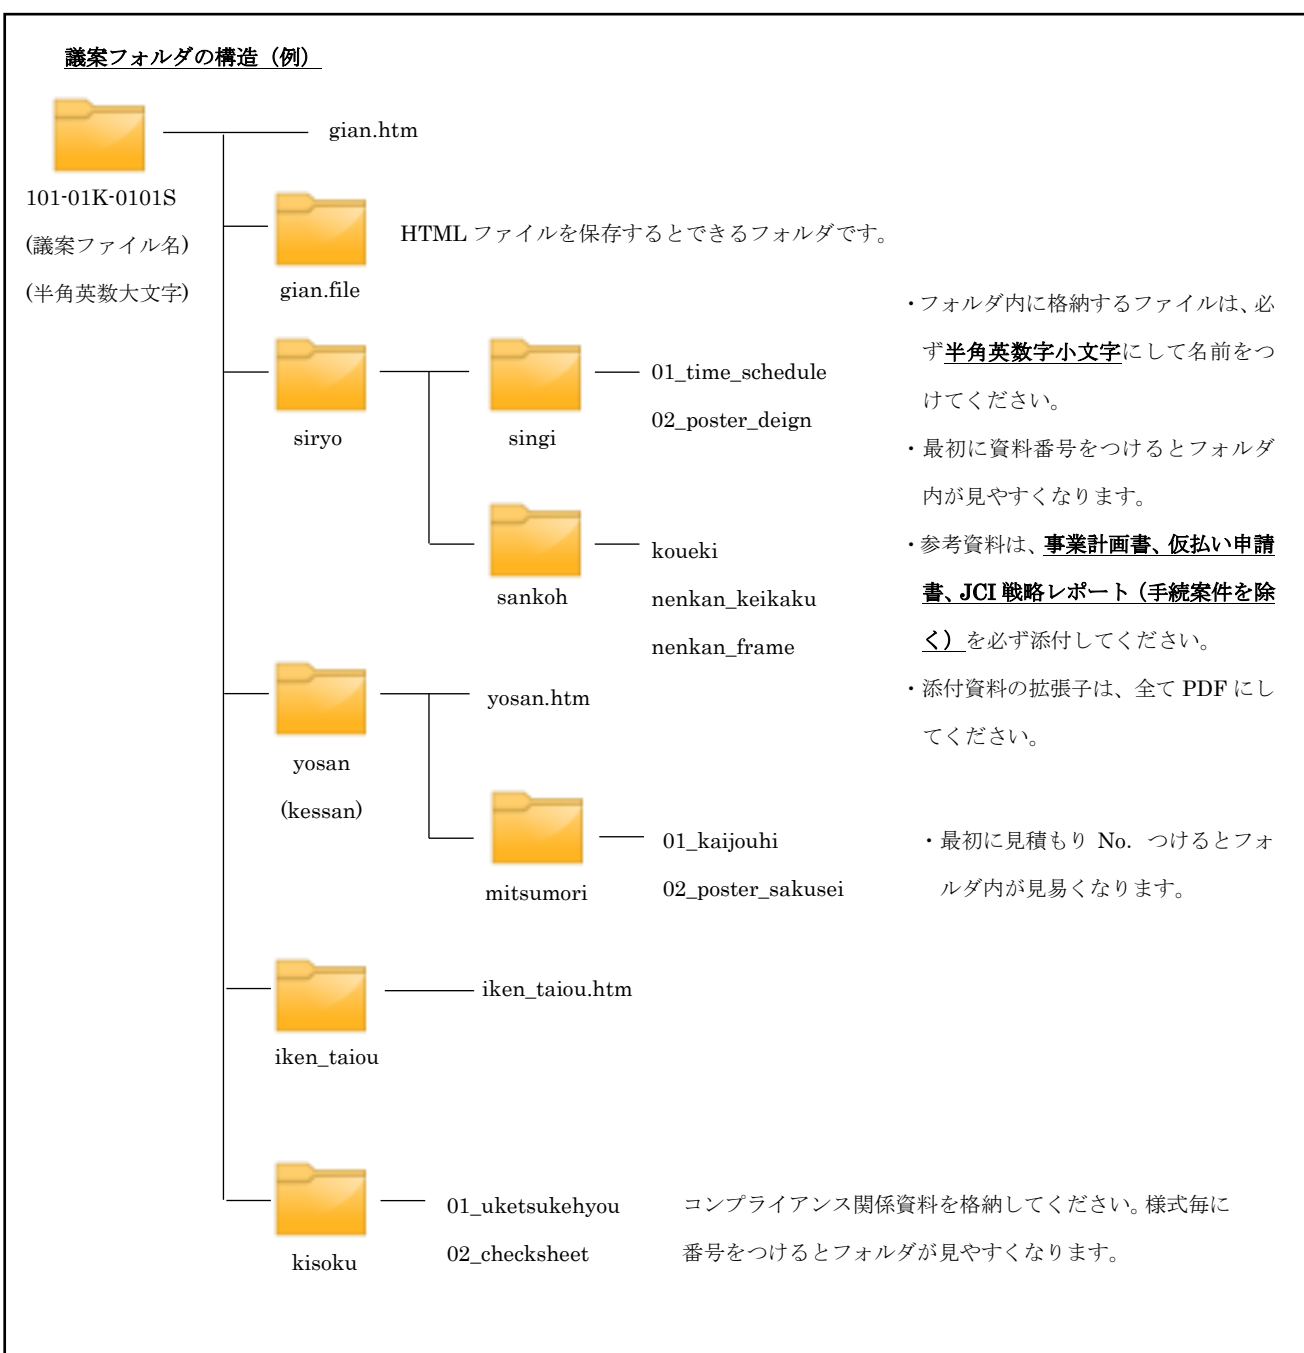 議案フォルダの構造（例）
gian.htm
101-01K-0101S
(議案ファイル名)
(半角英数大文字)
HTML ファイルを保存するとできるフォルダです。
gian.file
siryo
singi
01_time_schedule
02_poster_deign
sankoh
koueki
nenkan_keikaku
nenkan_frame
・フォルダ内に格納するファイルは、必
ず半角英数字小文字にして名前をつ
けてください。
・最初に資料番号をつけるとフォルダ
内が見やすくなります。
・参考資料は、事業計画書、仮払い申請
書、JCI 戦略レポート（手続案件を除
く）を必ず添付してください。
・添付資料の拡張子は、全て PDF にし
てください。
yosan
(kessan)
yosan.htm
mitsumori
01_kaijouhi
02_poster_sakusei
・最初に見積もり No. つけるとフォ
ルダ内が見易くなります。
iken_taiou
iken_taiou.htm
kisoku
01_uketsukehyou
02_checksheet
コンプライアンス関係資料を格納してください。様式毎に
番号をつけるとフォルダが見やすくなります。